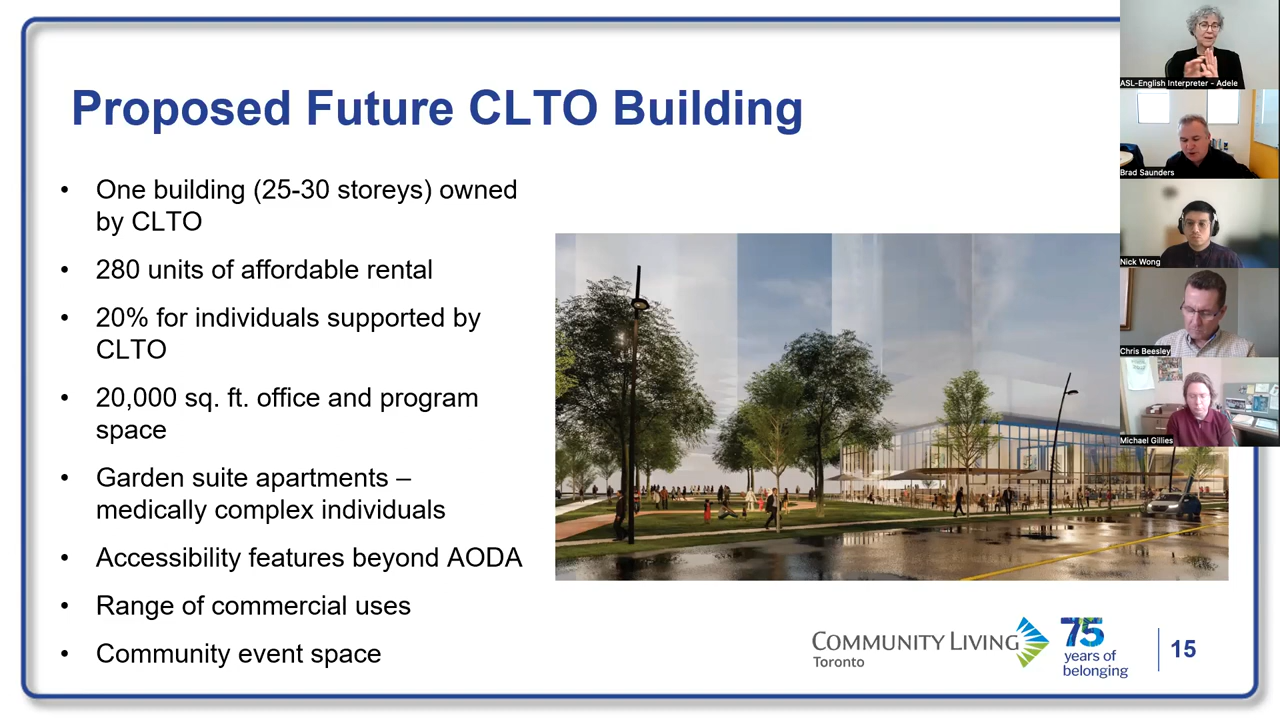 Proposed Future CLTO Building
• One building (25-30 storeys) owned
by CLTO
• 280 units of affordable rental
• 20% for individuals supported by
CLTO
• 20,000 sq. ft. office and program
space
• Garden suite apartments –
medically complex individuals
• Accessibility features beyond AODA
• Range of commercial uses
• Community event space
COMMUNITY LIVING
Toronto
75
years of
belonging
15
ASL-English Interpreter - Adele
Brad Saunders
Nick Wong
Chris Beesley
Michael Gillies